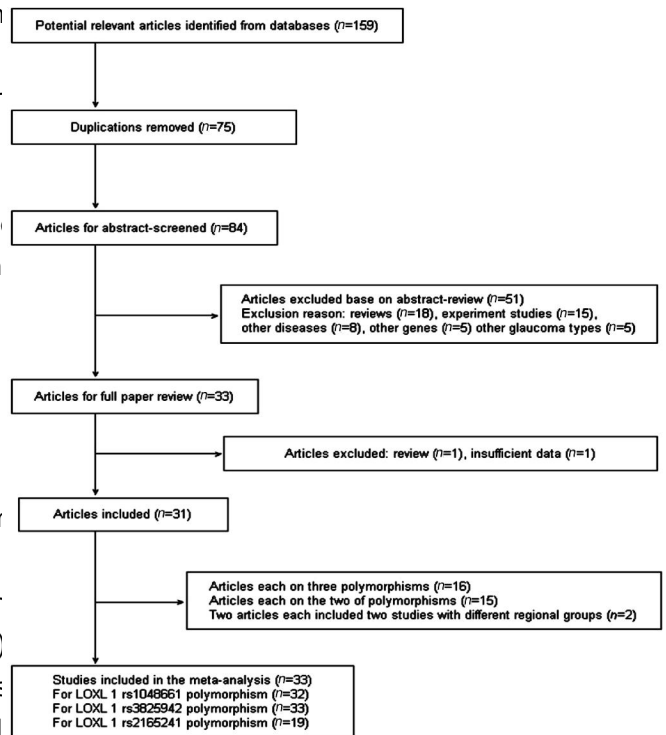 Potential relevant articles identified from databases (n=159)
Duplications removed (n=75)
Articles for abstract-screened (n=84)
Articles excluded base on abstract-review (n=51)
Exclusion reason: reviews (n=18), experiment studies (n=15),
other diseases (n=8), other genes (n=5) other glaucoma types (n=5)
Articles for full paper review (n=33)
Articles excluded: review (n=1), insufficient data (n=1)
Articles included (n=31)
Articles each on three polymorphisms (n=16)
Articles each on the two of polymorphisms (n=15)
Two articles each included two studies with different regional groups (n=2)
Studies included in the meta-analysis (n=33)
For LOXL 1 rs1048661 polymorphism (n=32)
For LOXL 1 rs3825942 polymorphism (n=33)
For LOXL 1 rs2165241 polymorphism (n=19)